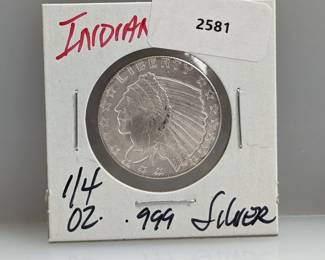 2581
INDIAN
LIBERTY
1/4
OZ. .999 SILVER